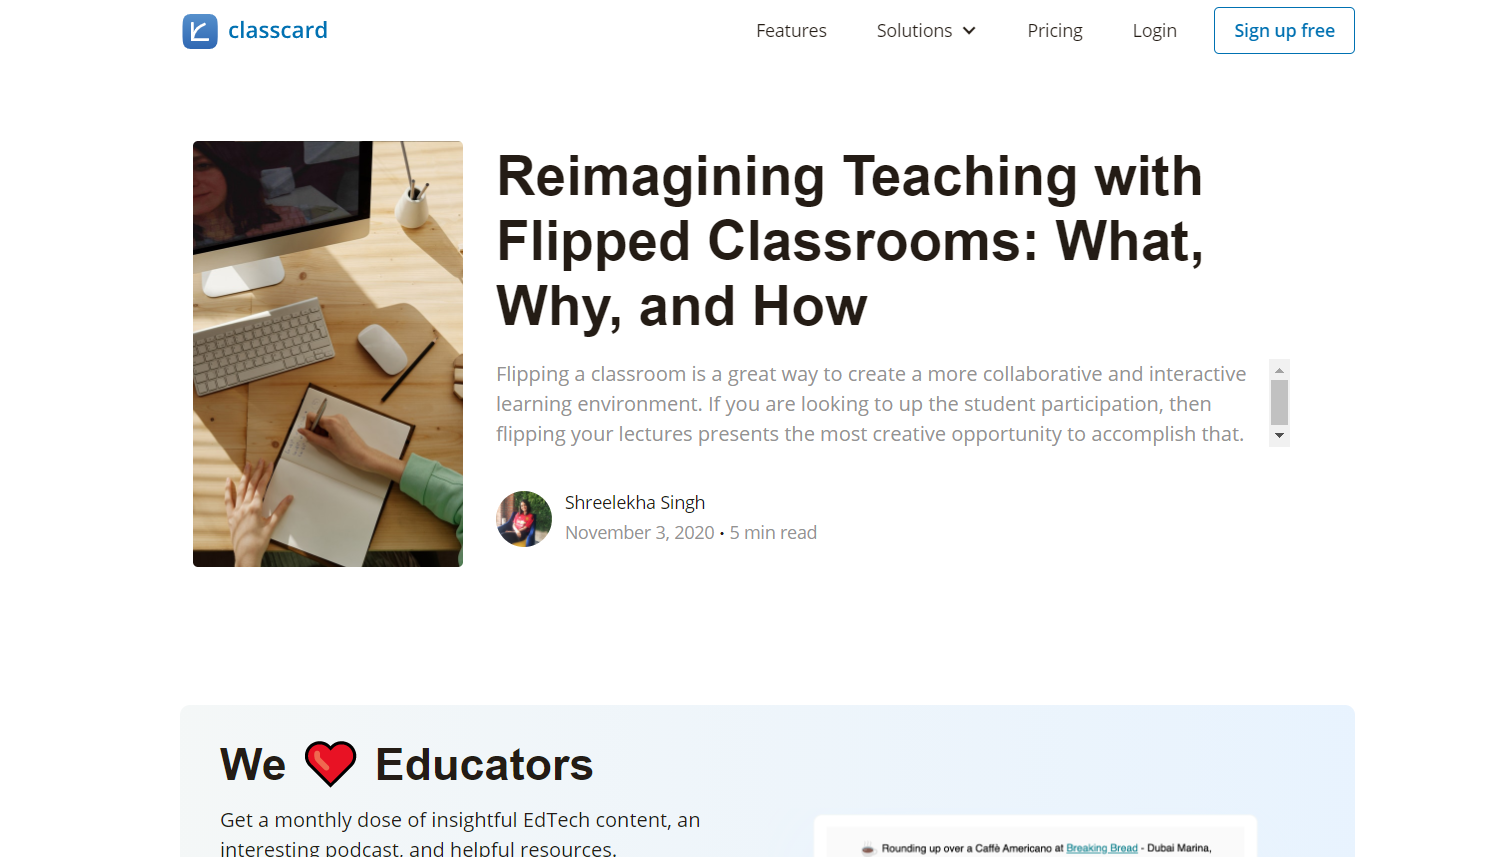 classcard
Features Solutions Pricing Login Sign up free
Reimagining Teaching with
Flipped Classrooms: What,
Why, and How
Flipping a classroom is a great way to create a more collaborative and interactive
learning environment. If you are looking to up the student participation, then
flipping your lectures presents the most creative opportunity to accomplish that.
Shreelekha Singh
November 3, 2020 • 5 min read
We ❤ Educators
Get a monthly dose of insightful EdTech content, an
interesting podcast, and helpful resources.
Rounding up over a Caffè Americano at Breaking Bread - Dubai Marina,